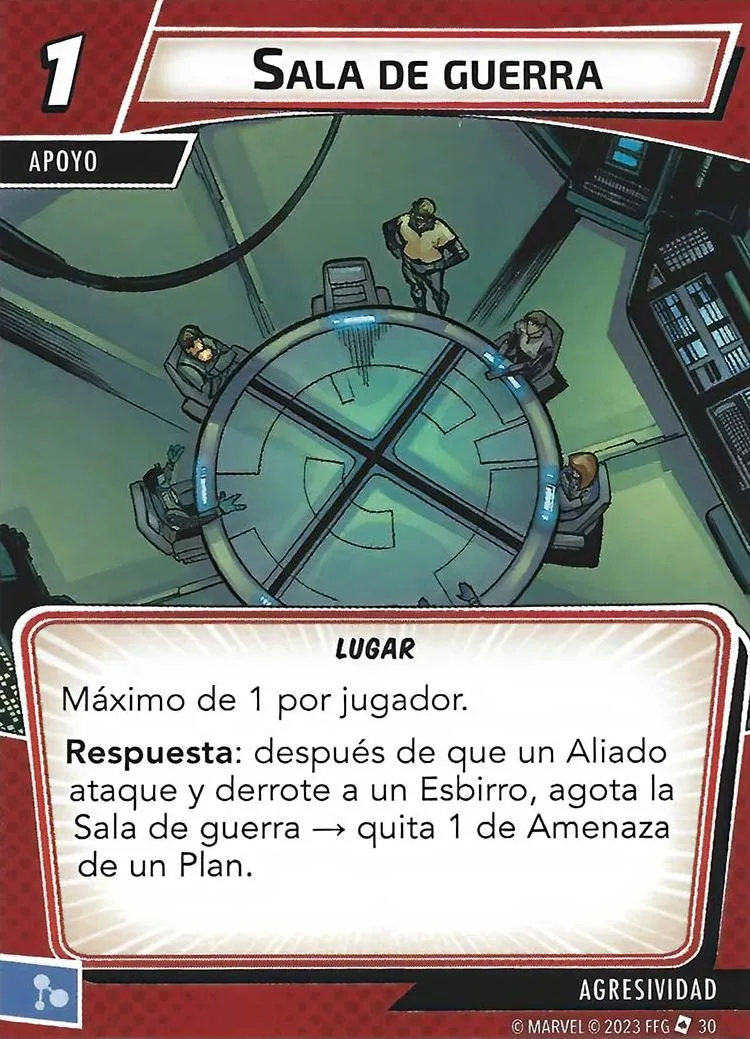 1
SALA DE GUERRA
APOYO
LUGAR
Máximo de 1 por jugador.
Respuesta: después de que un Aliado
ataque y derrote a un Esbirro, agota la
Sala de guerra → quita 1 de Amenaza
de un Plan.
AGRESIVIDAD
© MARVEL © 2023 FFG 30